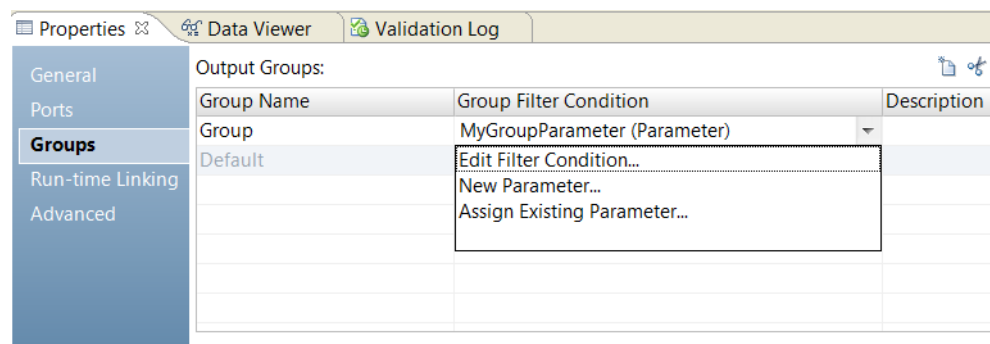 Properties Data Viewer Validation Log
General
Ports
Groups
Run-time Linking
Advanced
Output Groups:
Group Name Group Filter Condition Description
Group MyGroupParameter (Parameter)
Default
Edit Filter Condition...
New Parameter...
Assign Existing Parameter...